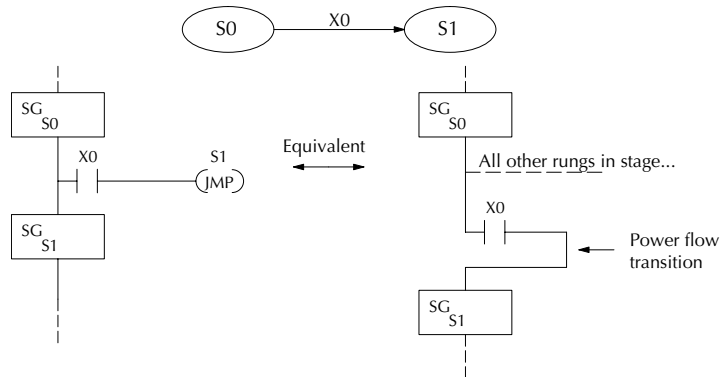 S0
X0
S1
SG
S0
X0
S1
JMP
SG
S1
Equivalent
SG
S0
All other rungs in stage...
X0
Power flow
transition
SG
S1